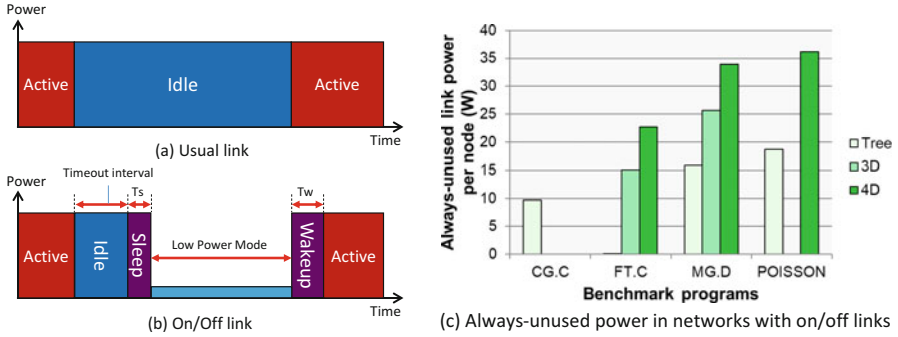 Power
Active
Idle
Active
Time
(a) Usual link
Power
Timeout interval
Ts
Tw
Active
Idle
Sleep
Low Power Mode
Wakeup
Active
Time
(b) On/Off link
Always-unused link power
per node (W)
40
35
30
25
20
15
10
5
0
CG.C
FT.C
MG.D
POISSON
Benchmark programs
Tree
3D
4D
(c) Always-unused power in networks with on/off links